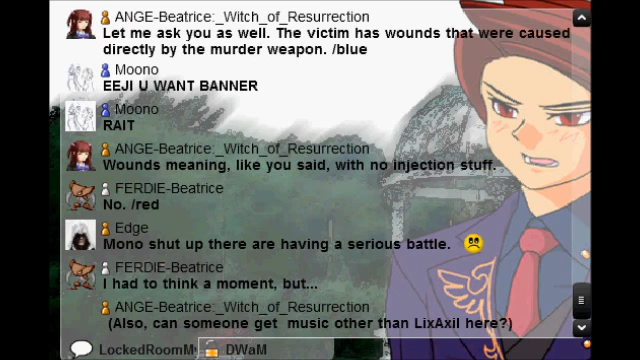 ANGE-Beatrice:_Witch_of_Resurrection
Let me ask you as well. The victim has wounds that were caused
directly by the murder weapon. /blue
Moono
EEJI U WANT BANNER
Moono
RAIT
ANGE-Beatrice:_Witch_of_Resurrection
Wounds meaning, like you said, with no injection stuff.
FERDIE-Beatrice
No. /red
Edge
Mono shut up there are having a serious battle.
FERDIE-Beatrice
I had to think a moment, but...
ANGE-Beatrice:_Witch_of_Resurrection
(Also, can someone get music other than LixAxil here?)
LockedRoomMy
DWaM